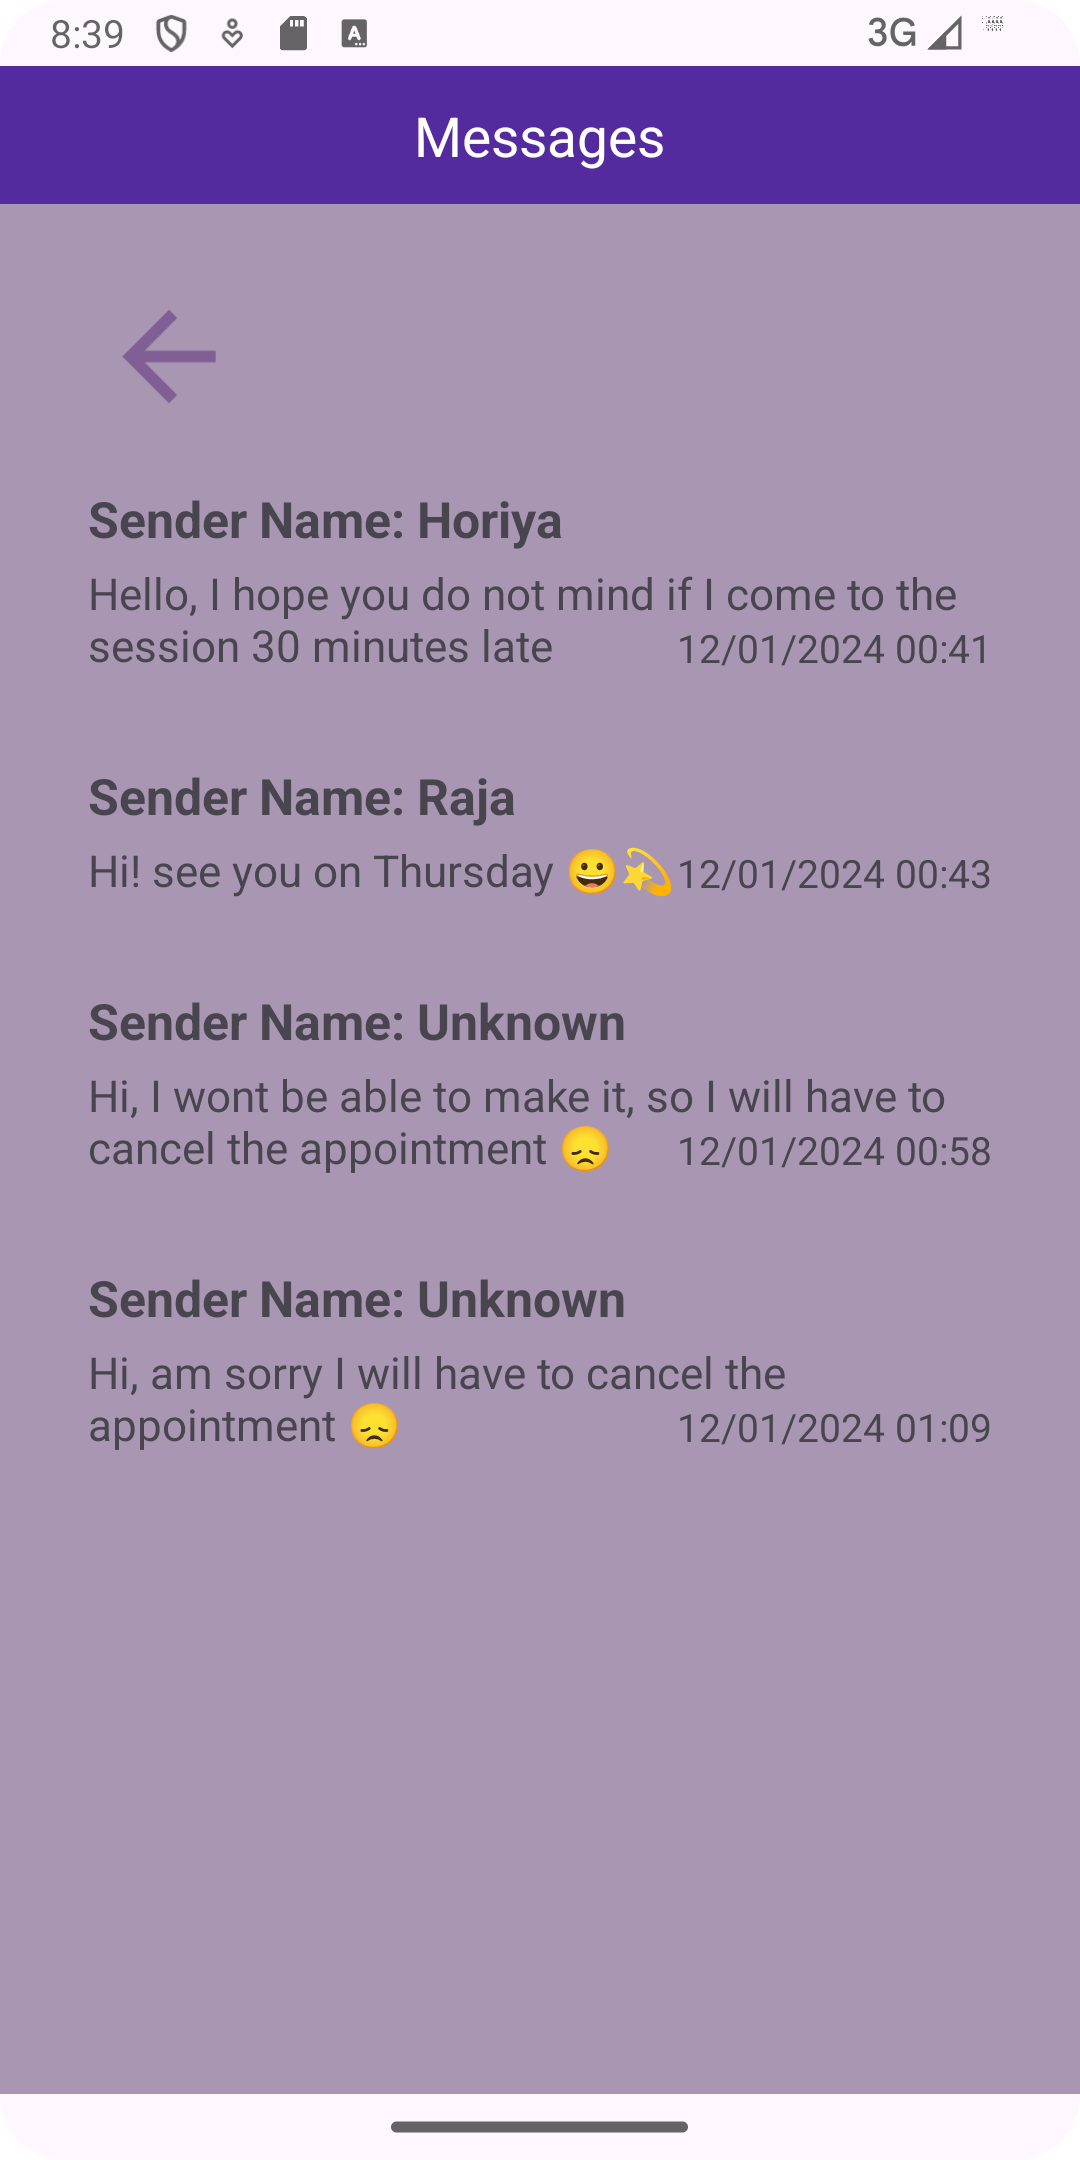 8:39 3G
Messages
Sender Name: Horiya
Hello, I hope you do not mind if I come to the
session 30 minutes late 12/01/2024 00:41
Sender Name: Raja
Hi! see you on Thursday 😀💫 12/01/2024 00:43
Sender Name: Unknown
Hi, I wont be able to make it, so I will have to
cancel the appointment 😞 12/01/2024 00:58
Sender Name: Unknown
Hi, am sorry I will have to cancel the
appointment 😞 12/01/2024 01:09